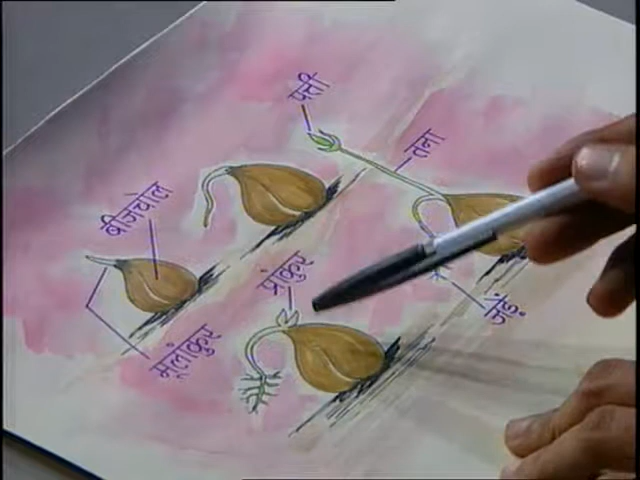 पत्ती
तना
बीजचोल
प्रांकुर
जड़ें
मूलांकुर